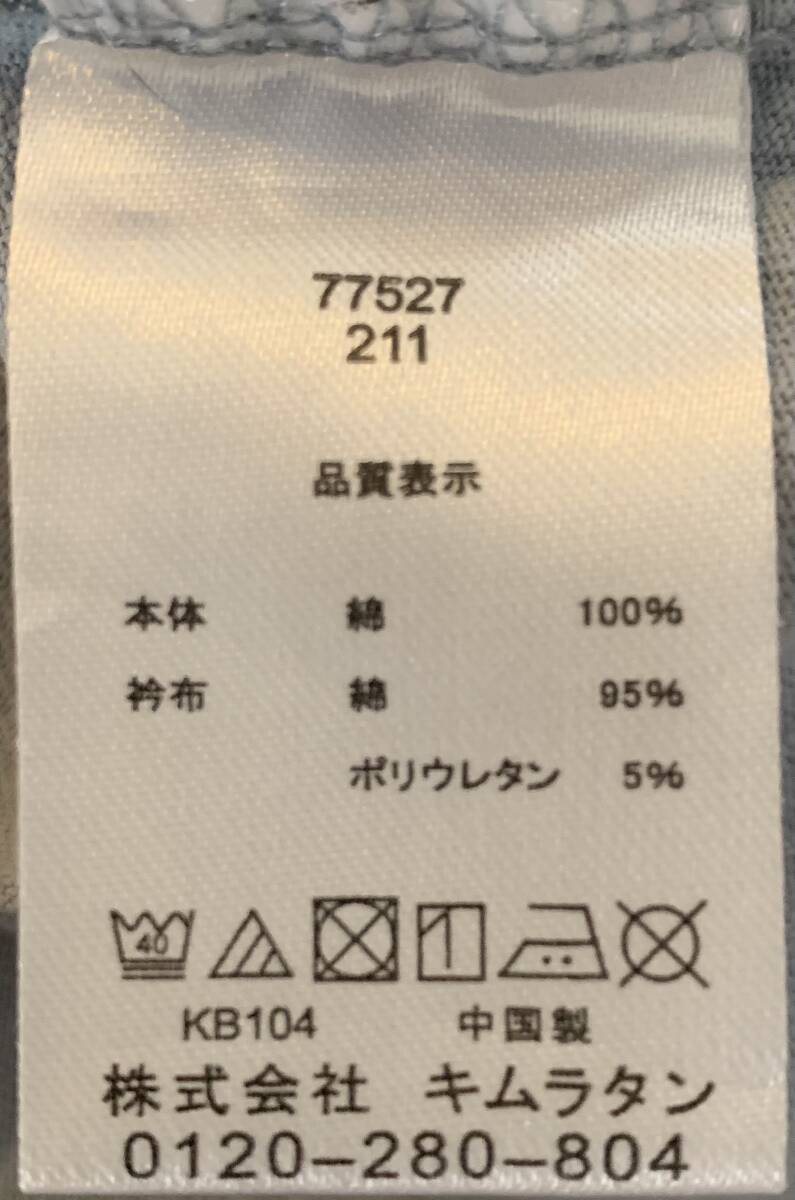 77527
211
品質表示
本体 綿 100%
衿布 綿 95%
ポリウレタン 5%
40
KB104 中国製
株式会社 キムラタン
0120-280-804